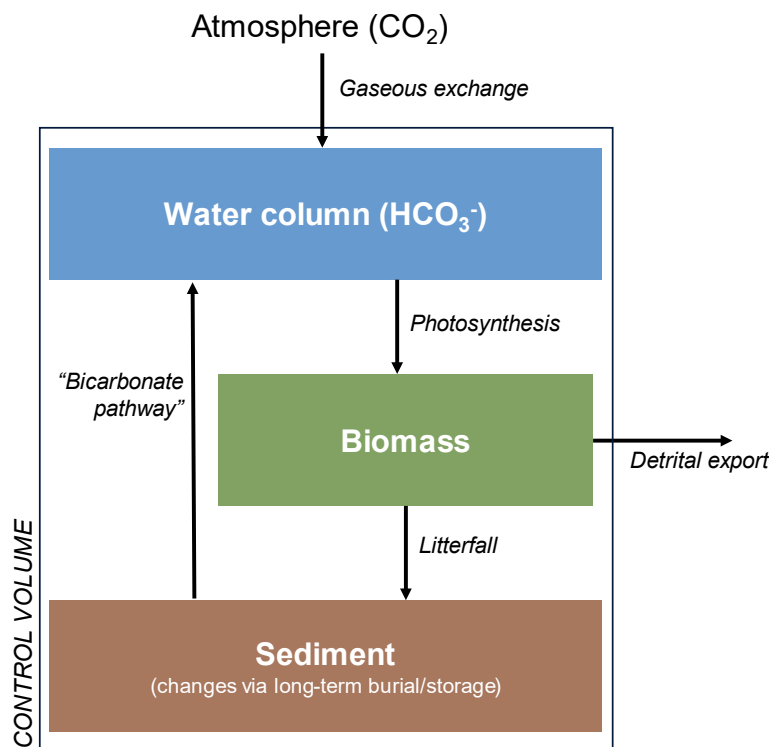 Atmosphere (CO₂)
Gaseous exchange
Water column (HCO₃⁻)
Photosynthesis
“Bicarbonate
pathway”
Biomass
Detrital export
Litterfall
CONTROL VOLUME
Sediment
(changes via long-term burial/storage)